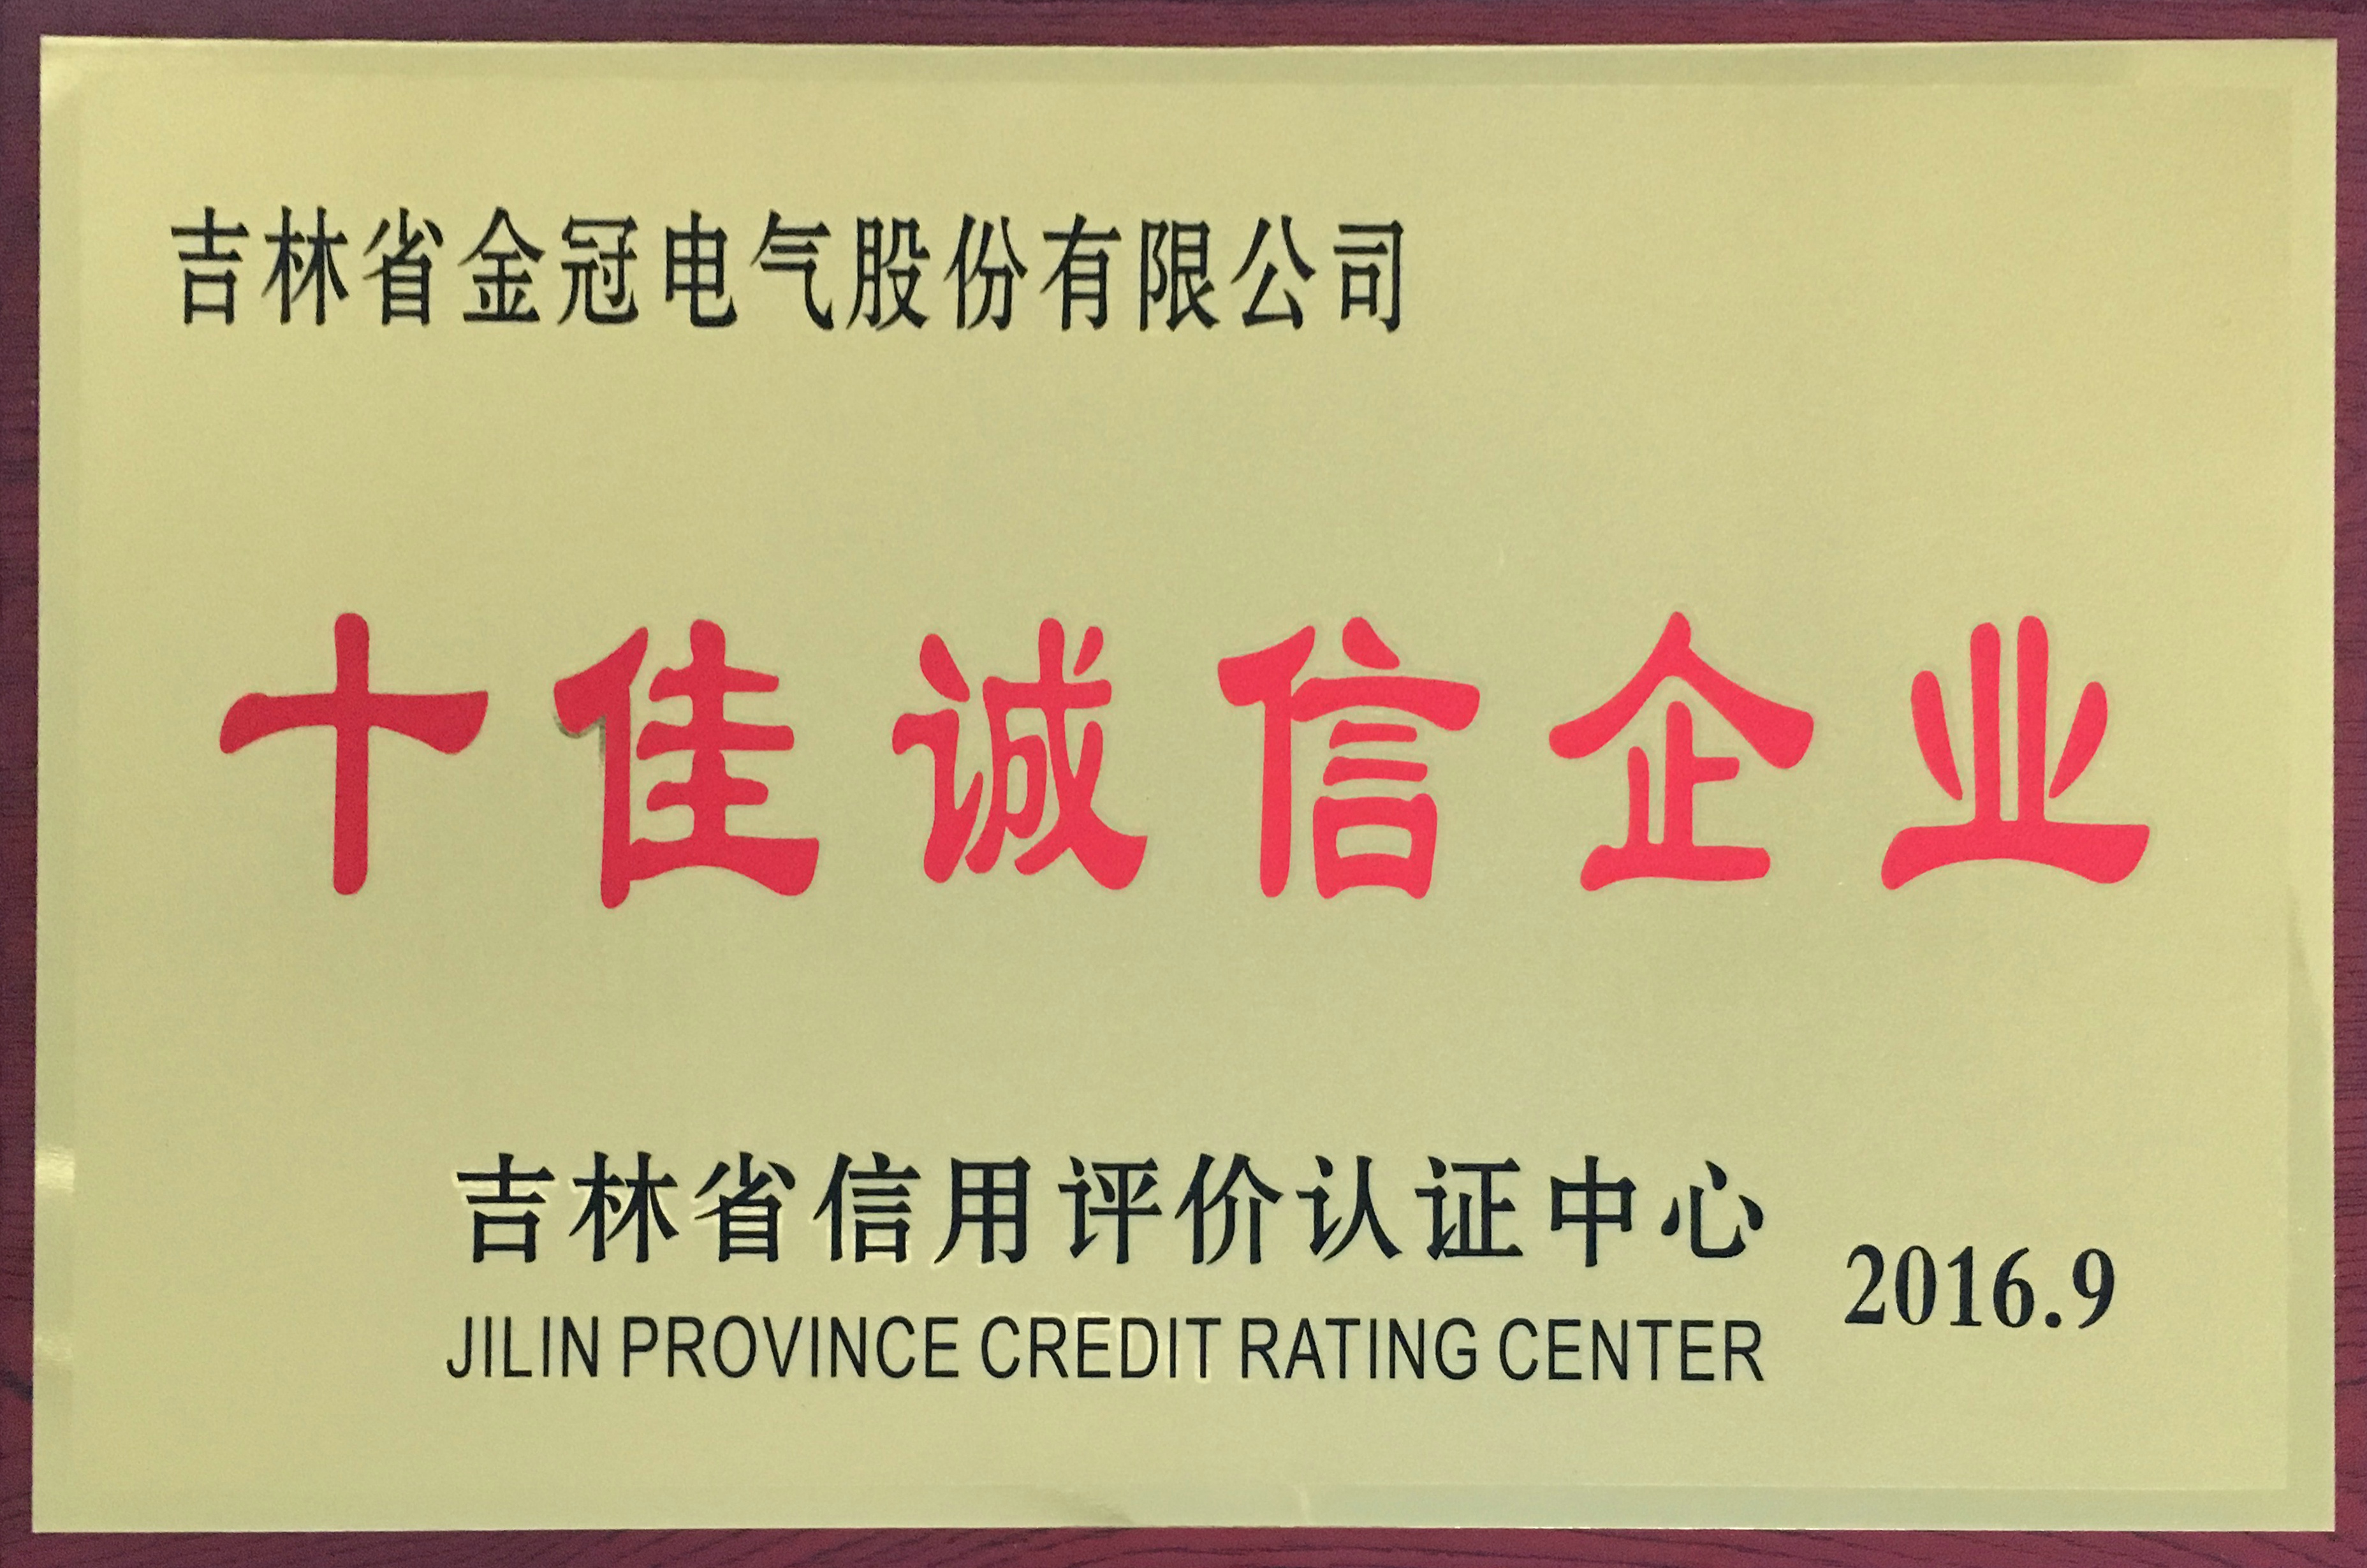 吉林省金冠电气股份有限公司
十佳诚信企业
吉林省信用评价认证中心
2016.9
JILIN PROVINCE CREDIT RATING CENTER